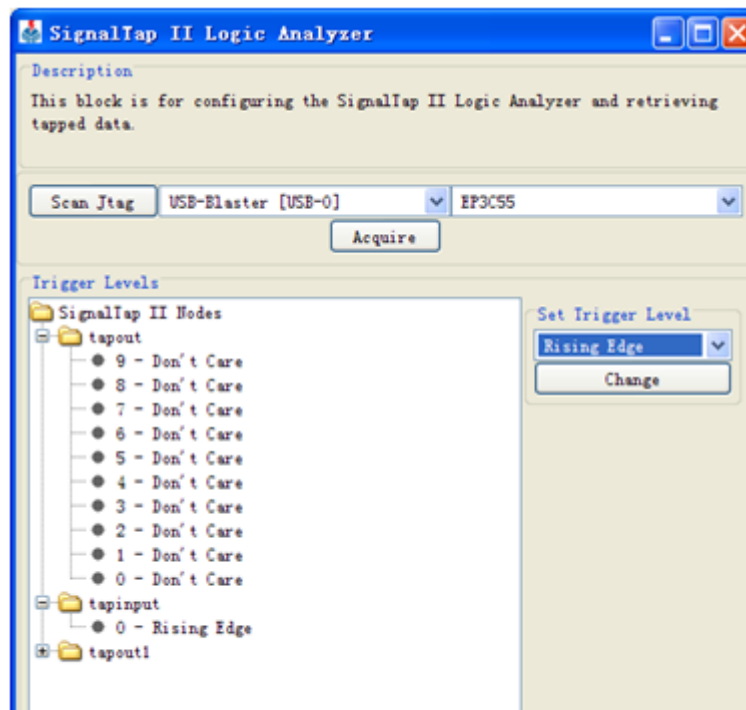 SignalTap II Logic Analyzer
Description
This block is for configuring the SignalTap II Logic Analyzer and retrieving
tapped data.
Scan Jtag USB-Blaster [USB-0] EP3C55
Acquire
Trigger Levels
SignalTap II Nodes
tapout
9 - Don't Care
8 - Don't Care
7 - Don't Care
6 - Don't Care
5 - Don't Care
4 - Don't Care
3 - Don't Care
2 - Don't Care
1 - Don't Care
0 - Don't Care
tapinput
0 - Rising Edge
tapout1
Set Trigger Level
Rising Edge
Change